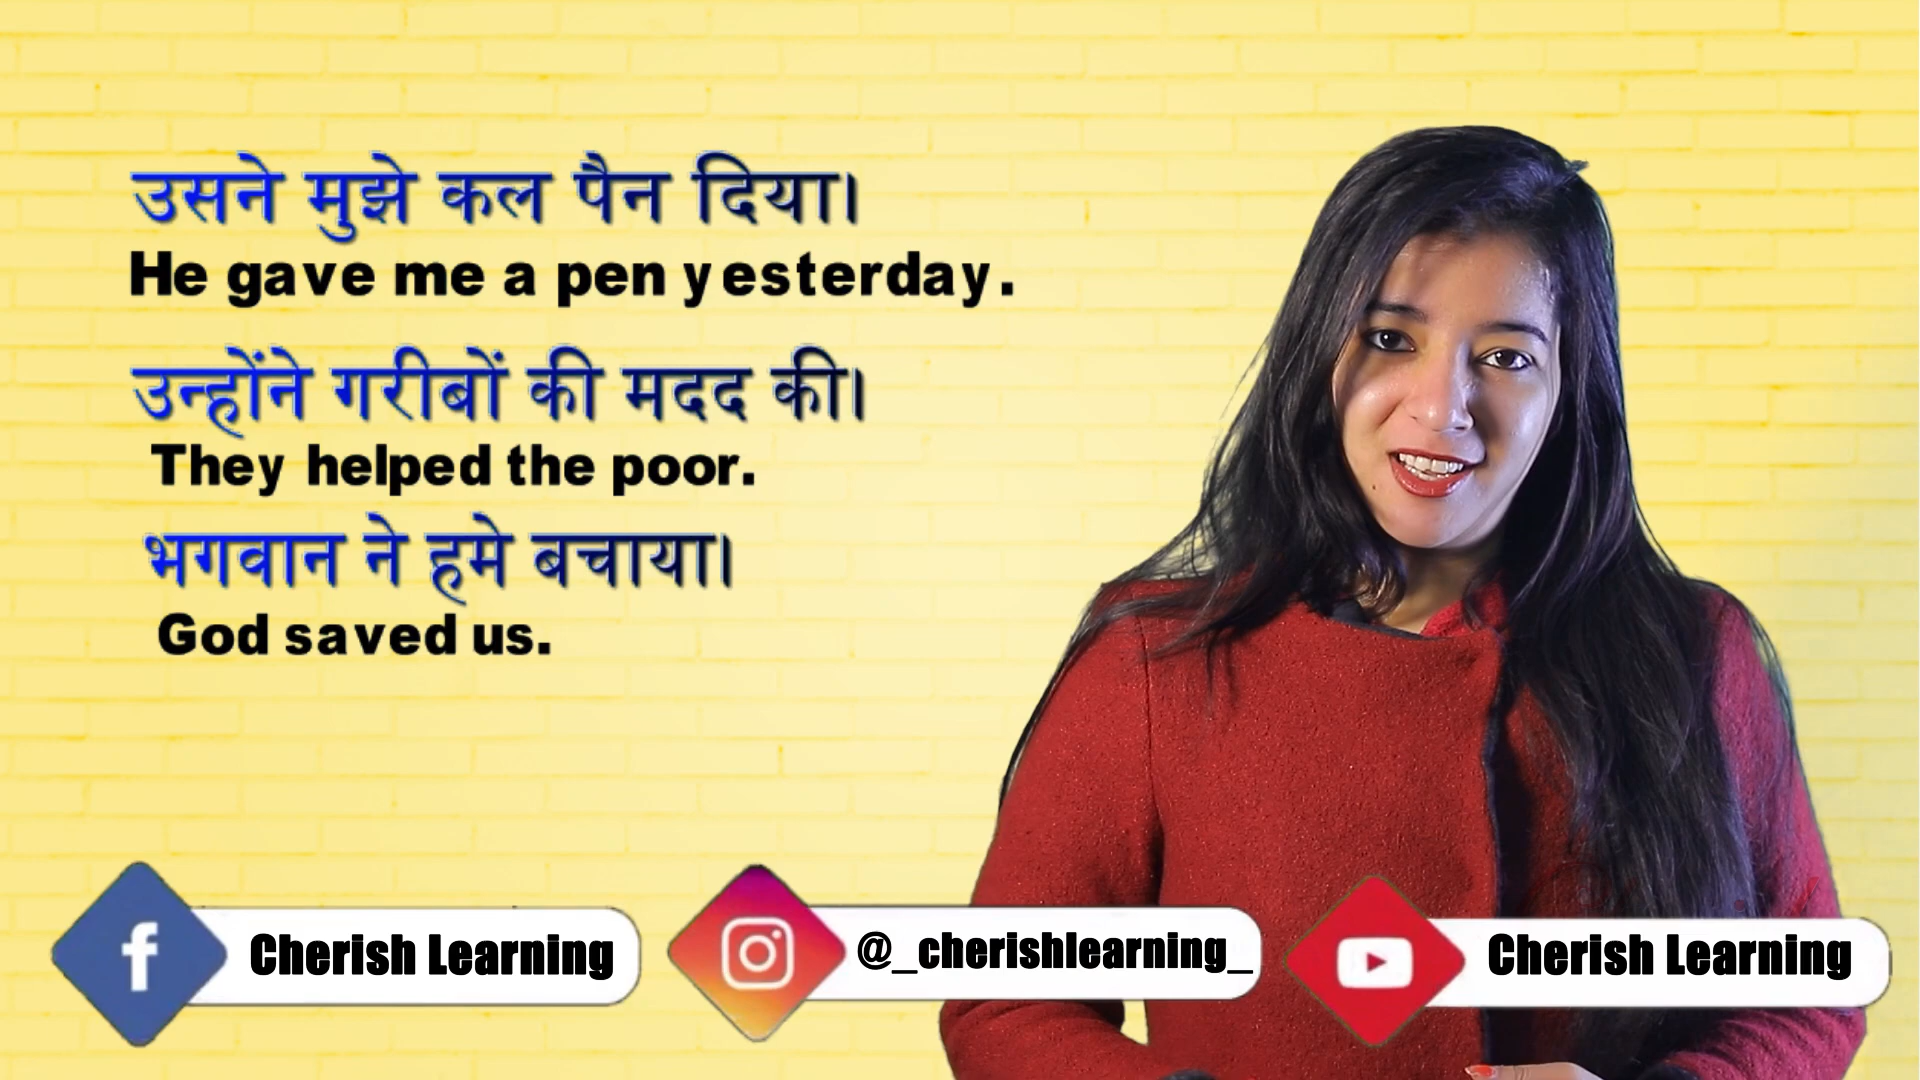 उसने मुझे कल पैन दिया।
He gave me a pen yesterday.
उन्होंने गरीबों की मदद की।
They helped the poor.
भगवान ने हमे बचाया।
God saved us.
Cherish Learning
@_cherishlearning_
Cherish Learning